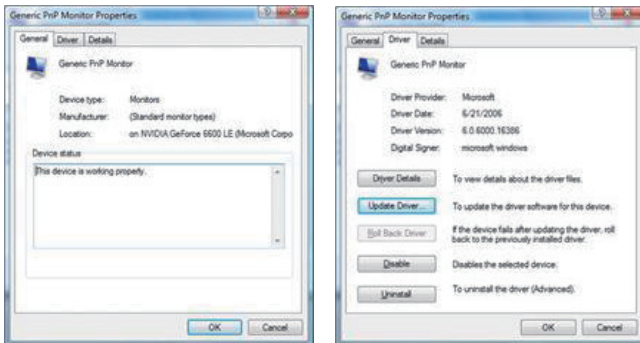 Generic PnP Monitor Properties
General Driver Details
Generic PnP Monitor
Device type: Monitors
Manufacturer: (Standard monitor types)
Location: on NVIDIA GeForce 6600 LE (Microsoft Corpo
Device status
This device is working properly.
OK Cancel
Generic PnP Monitor Properties
General Driver Details
Generic PnP Monitor
Driver Provider: Microsoft
Driver Date: 6/21/2006
Driver Version: 6.0.6000.16386
Digital Signer: microsoft windows
Driver Details To view details about the driver files.
Update Driver... To update the driver software for this device.
Roll Back Driver If the device fails after updating the driver, roll
back to the previously installed driver.
Disable Disables the selected device.
Uninstall To uninstall the driver (Advanced).
OK Cancel